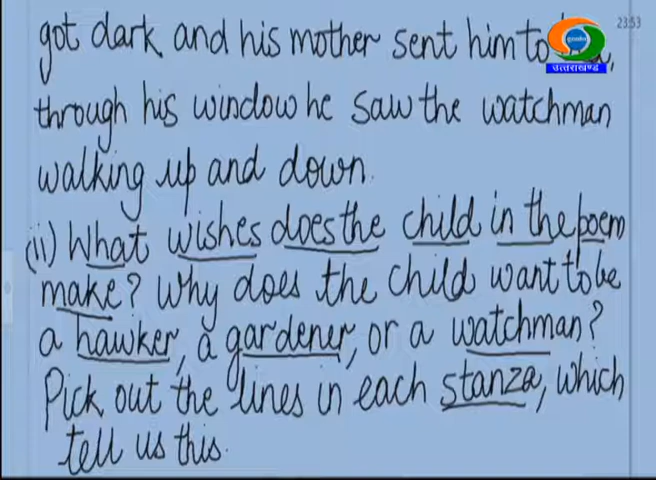 got dark and his mother sent him to
23:53
उत्तराखण्ड
through his window he saw the watchman
walking up and down.
(ii) What wishes does the child in the poem
make? Why does the child want to be
a hawker, a gardener, or a watchman?
Pick out the lines in each stanza, which
tell us this.